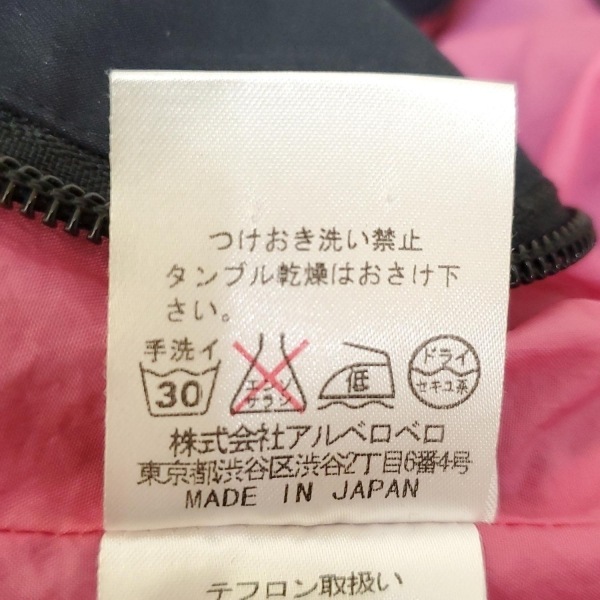 つけおき洗い禁止
タンブル乾燥はおさけ下
さい。
手洗イ
30
エンソ
サラシ
低
ドライ
セキユ系
株式会社アルベロベロ
東京都渋谷区渋谷2丁目6番4号
MADE IN JAPAN
テフロン取扱い